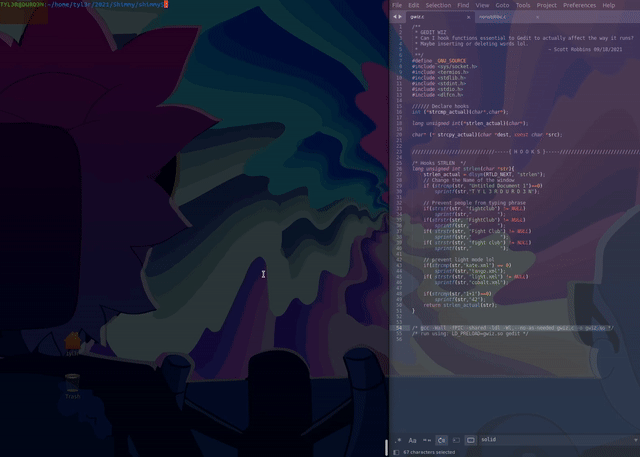 TYL3R@DURD3N:~/home/tyl3r/2021/Shimmy/shimmy$
File Edit Selection Find View Goto Tools Project Preferences Help
gwiz.c
/**
* GEDIT WIZ
* Can I hook functions essential to Gedit to actually affect the way it runs?
* Maybe inserting or deleting words lol.
~ Scott Robbins 09/18/2021
**/
#define _GNU_SOURCE
#include <sys/socket.h>
#include <termios.h>
#include <stdlib.h>
#include <stdint.h>
#include <stdio.h>
#include <dlfcn.h>
////// Declare hooks
int (*strcmp_actual)(char*,char*);
long unsigned int(*strlen_actual)(char*);
char* (* strcpy_actual)(char *dest, const char *src);
[ H O O K S ]
/* Hooks STRLEN */
long unsigned int strlen(char *str){
strlen_actual = dlsym(RTLD_NEXT, "strlen");
// Change the Name of the window
if (strcmp(str, "Untitled Document 1")==0)
sprintf(str,"T Y L 3 R D U R D 3 N");
// Prevent people from typing phrase
if(strstr(str, "fightclub") != NULL)
sprintf(str,"
if(strstr(str, "FightClub") != NULL)
sprintf(str,"
if(strstr(str, "Fight Club") != NULL)
sprintf(str,"
if(strstr(str, "fight club") != NULL)
sprintf(str,"
// prevent light mode lol
if(strcmp(str,"kate.xml") == 0)
sprintf(str,"tango.xml");
if(strstr(str, "light.xml") != NULL)
sprintf(str,"cobalt.xml");
if(strcmp(str,"1+1")==0)
sprintf(str,"42");
return strlen_actual(str);
}
/* gcc -Wall -fPIC -shared -ldl -Wl,--no-as-needed gwiz.c -o gwiz.so */
/* run using: LD_PRELOAD=gwiz.so gedit */
Aa
solid
67 characters selected
Trash